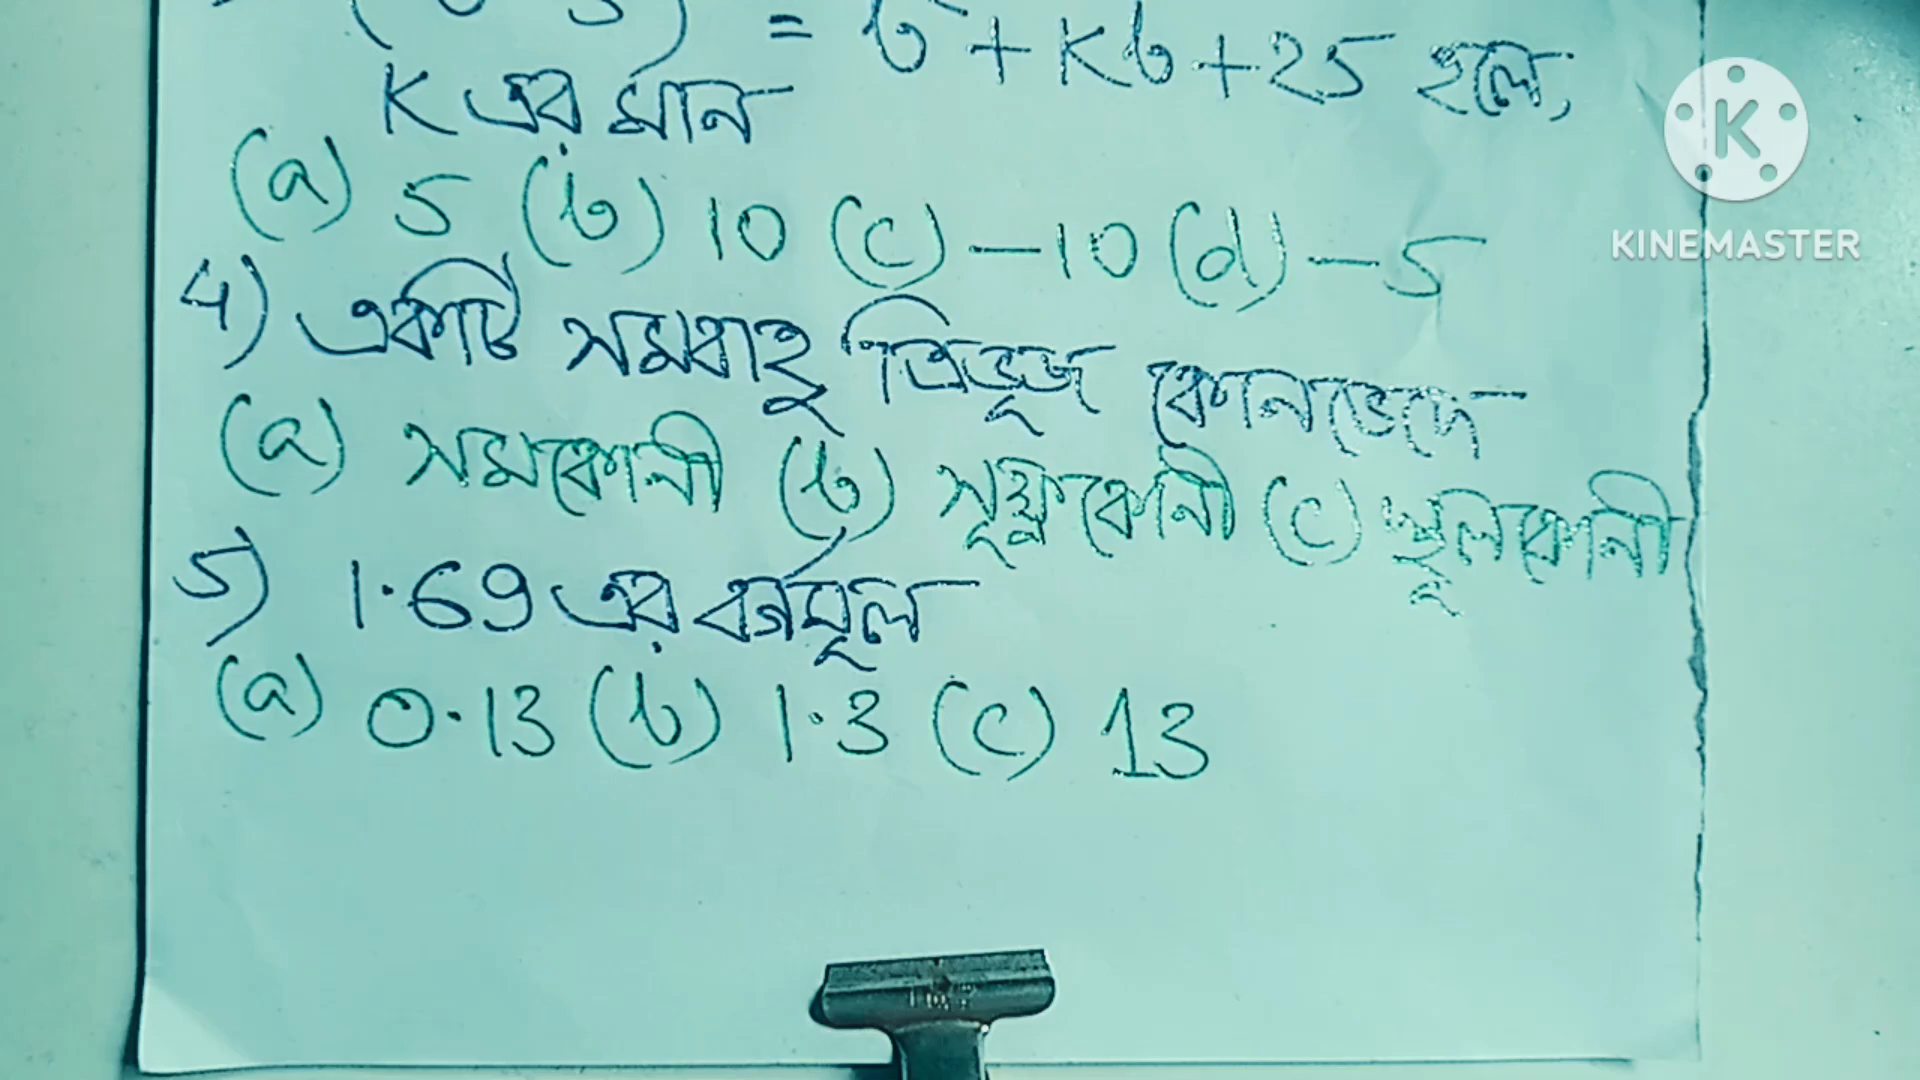 = b² + Kb + 25 হলে,
K এর মান
(a) 5 (b) 10 (c) -10 (d) -5
4) একটি সমবাহু ত্রিভূজ কোনভেদে
(a) সমকোনী (b) সূক্ষ্মকোনী (c) স্থূলকোনী
5) 1.69 এর বর্গমূল
(a) 0.13 (b) 1.3 (c) 13
K
KINEMASTER